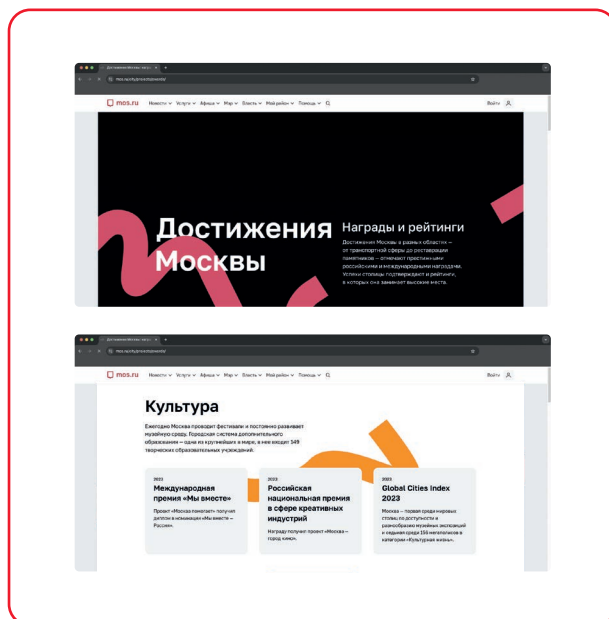 mos.ru Новости Услуги Афиша Мэр Власть Мой район Помощь Войти
Достижения
Москвы
Награды и рейтинги
Достижения Москвы в разных областях —
от транспортной сферы до реставрации
памятников — отмечают престижными
российскими и международными наградами.
Успехи столицы подтверждают и рейтинги,
в которых она занимает высокие места.
mos.ru Новости Услуги Афиша Мэр Власть Мой район Помощь Войти
Культура
Ежегодно Москва проводит фестивали и постоянно развивает
музейную среду. Городская система дополнительного
образования — одна из крупнейших в мире, в нее входит 149
творческих образовательных учреждений.
2023
Международная
премия «Мы вместе»
Проект «Москва помогает» получил
диплом в номинации «Мы вместе —
Россия».
2023
Российская
национальная премия
в сфере креативных
индустрий
Награду получил проект «Москва —
город кино».
2023
Global Cities Index
2023
Москва — первая среди мировых
столиц по доступности и
разнообразию музейных экспозиций
и седьмая среди 156 мегаполисов в
категории «Культурная жизнь».